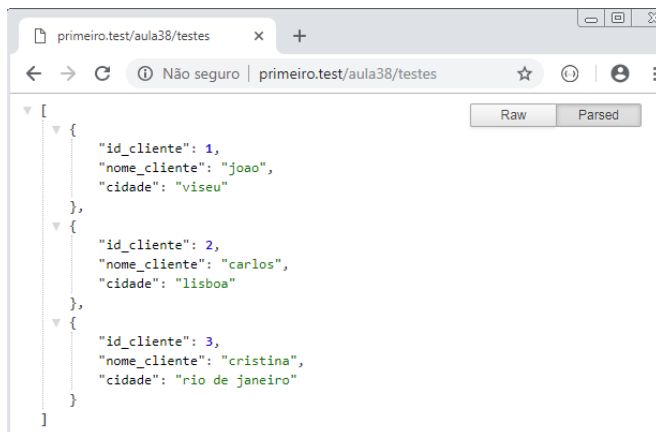 primeiro.test/aula38/testes
Não seguro | primeiro.test/aula38/testes
Raw Parsed
[
{
"id_cliente": 1,
"nome_cliente": "joao",
"cidade": "viseu"
},
{
"id_cliente": 2,
"nome_cliente": "carlos",
"cidade": "lisboa"
},
{
"id_cliente": 3,
"nome_cliente": "cristina",
"cidade": "rio de janeiro"
}
]